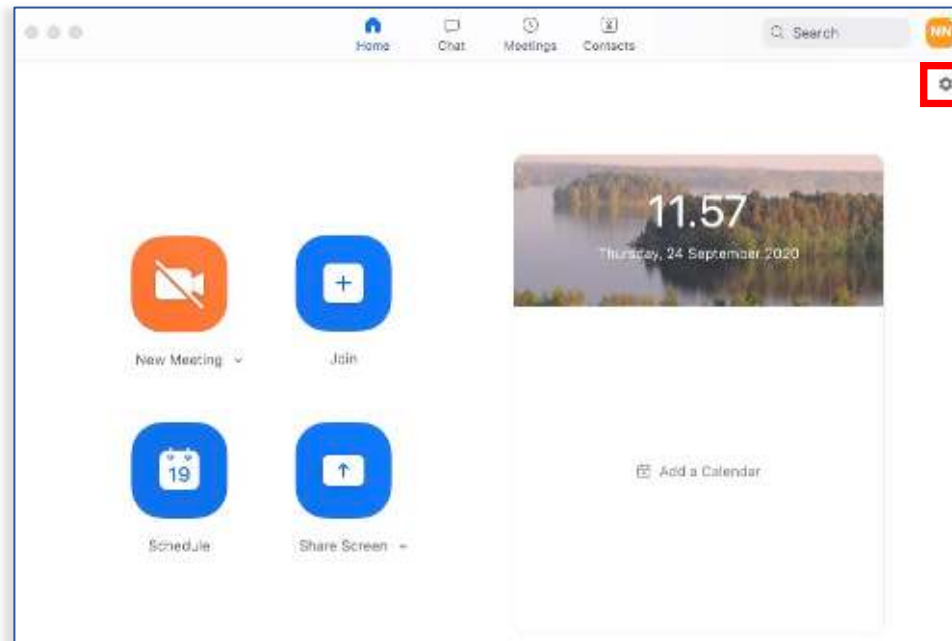 Home
Chat
Meetings
Contacts
Search
NN
11.57
Thursday, 24 September 2020
New Meeting
Join
19
Add a Calendar
Schedule
Share Screen